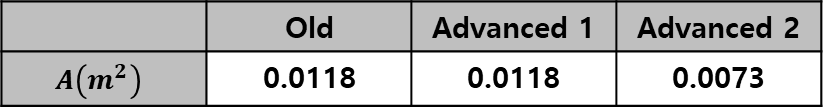 Old Advanced 1 Advanced 2
A(m²) 0.0118 0.0118 0.0073